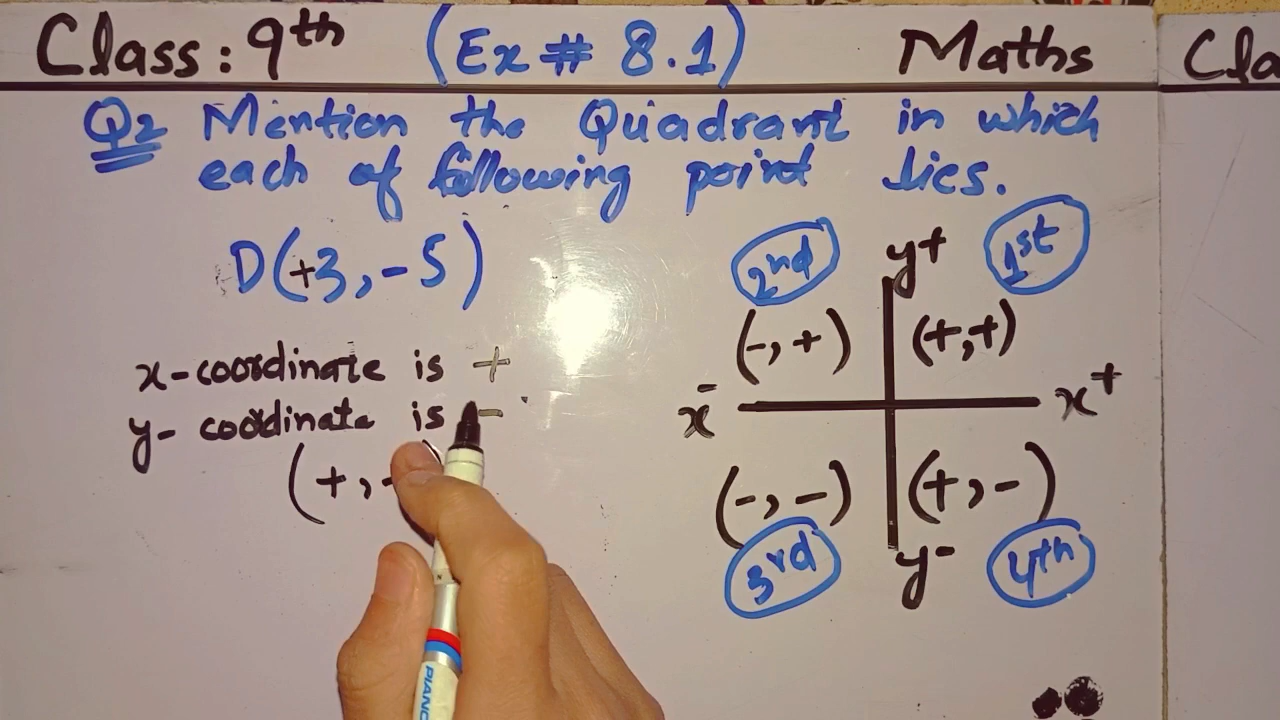 Class: 9th (Ex # 8.1) Maths
Q2 Mention the Quadrant in which
each of following point lies.
D(+3, -5)
x-coordinate is +
y-coordinate is -
(+, -
2nd y+ 1st
(-, +) (+, +)
x- x+
(-, -) (+, -)
3rd y- 4th